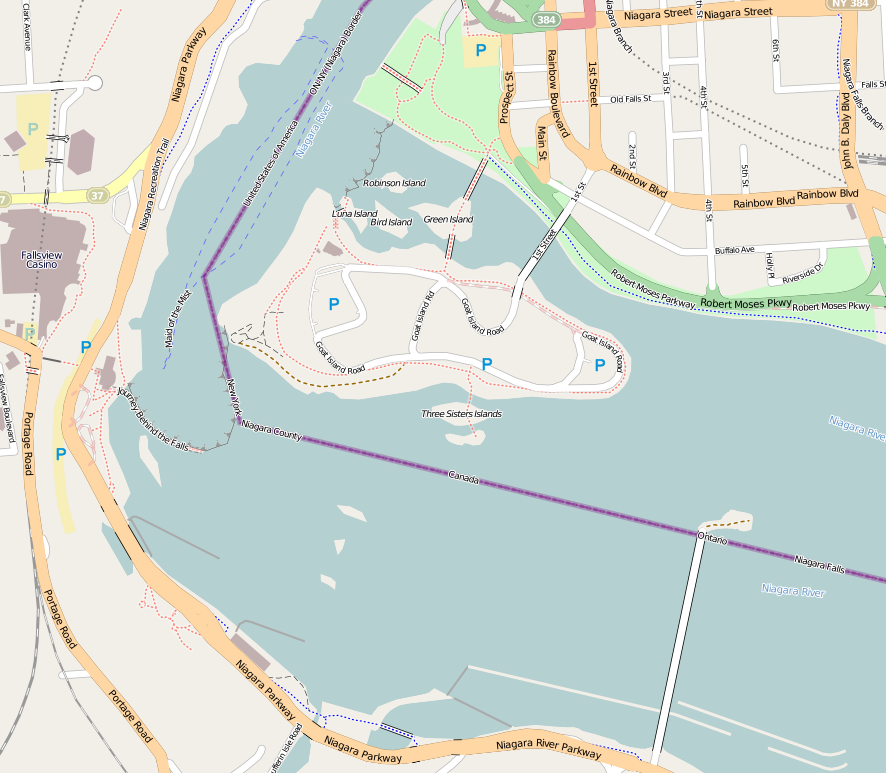 Clark Avenue
Niagara Parkway
ON-NY (Niagara) Border
Niagara River
United States of America
Niagara Branch
384
Niagara Street
Niagara Street
NY 384
P
Prospect St
Rainbow Boulevard
1st Street
3rd St
4th St
6th St
Falls St
Old Falls St
Niagara Falls Branch
John B. Daly Blvd
Main St
2nd St
5th St
Rainbow Blvd
Rainbow Blvd
Rainbow Blvd
4th St
1st St
1st Street
Buffalo Ave
Holly Pl
Riverside Dr
Robert Moses Parkway
Robert Moses Pkwy
Robert Moses Pkwy
P
37
Niagara Recreation Trail
Fallsview
Casino
P
P
Robinson Island
Luna Island
Bird Island
Green Island
Maid of the Mist
P
Goat Island Rd
Goat Island Road
Goat Island Road
Goat Island Road
P
P
Three Sisters Islands
New York
Niagara County
Canada
Ontario
Niagara Falls
Niagara River
Niagara River
Journey Behind the Falls
Fallsview Boulevard
Portage Road
P
Portage Road
Portage Road
Niagara Parkway
Niagara Parkway
Niagara River Parkway